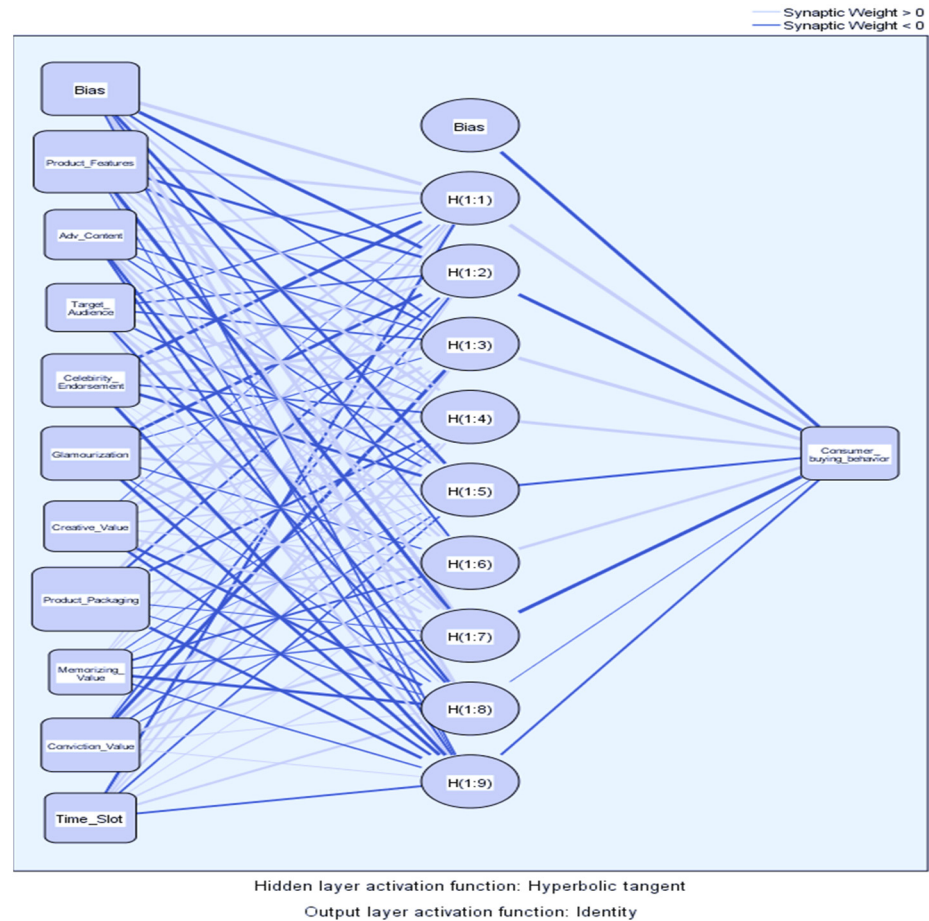 Synaptic Weight > 0
Synaptic Weight < 0
Bias
Product_Features
Adv_Content
Target_
Audience
Celebirity_
Endorsement
Glamourization
Creative_Value
Product_Packaging
Memorizing_
Value
Conviction_Value
Time_Slot
Bias
H(1:1)
H(1:2)
H(1:3)
H(1:4)
H(1:5)
H(1:6)
H(1:7)
H(1:8)
H(1:9)
Consumer_
buying_behavior
Hidden layer activation function: Hyperbolic tangent
Output layer activation function: Identity